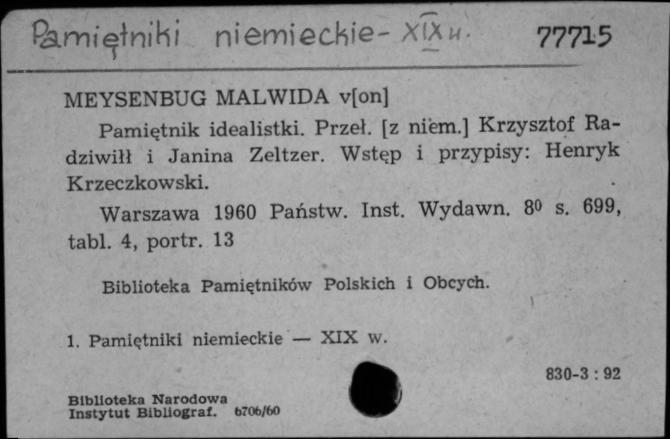 Pamiętniki niemieckie - XIX w. 77715
MEYSENBUG MALWIDA v[on]
Pamiętnik idealistki. Przeł. [z niem.] Krzysztof Ra-
dziwiłł i Janina Zeltzer. Wstęp i przypisy: Henryk
Krzeczkowski.
Warszawa 1960 Państw. Inst. Wydawn. 8⁰ s. 699,
tabl. 4, portr. 13
Biblioteka Pamiętników Polskich i Obcych.
1. Pamiętniki niemieckie — XIX w.
830-3 : 92
Biblioteka Narodowa
Instytut Bibliograf. 6706/60